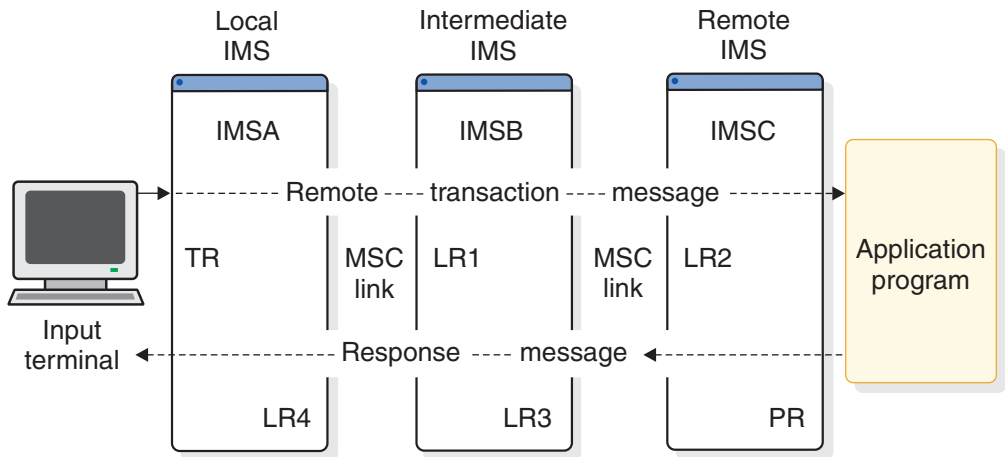 Local
IMS
Intermediate
IMS
Remote
IMS
IMSA
IMSB
IMSC
Remote transaction message
TR
MSC
link
LR1
MSC
link
LR2
Application
program
Input
terminal
Response message
LR4
LR3
PR